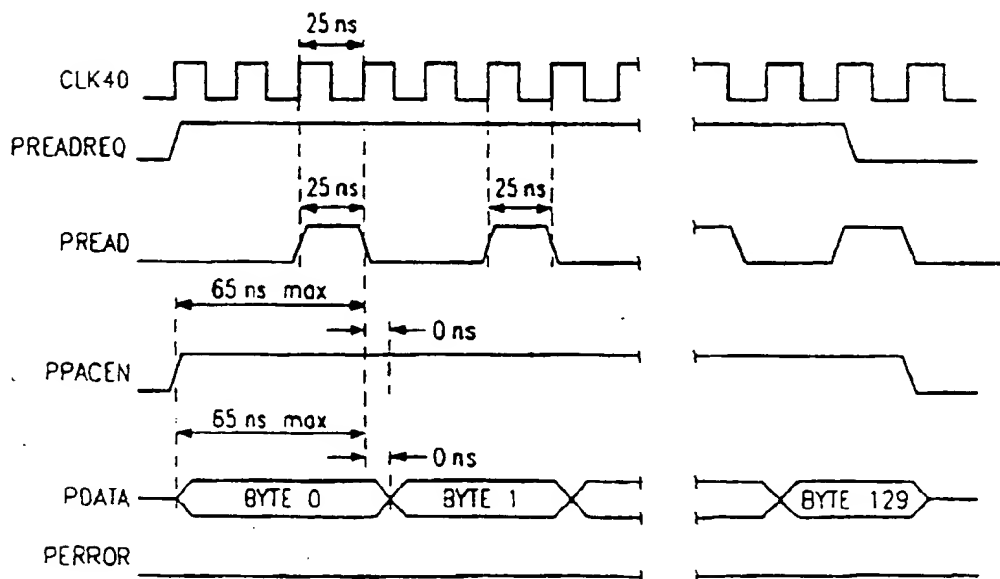 25 ns
CLK40
PREADREQ
25 ns 25 ns
PREAD
65 ns max
0 ns
PPACEN
65 ns max
0 ns
PDATA BYTE 0 BYTE 1 BYTE 129
PERROR